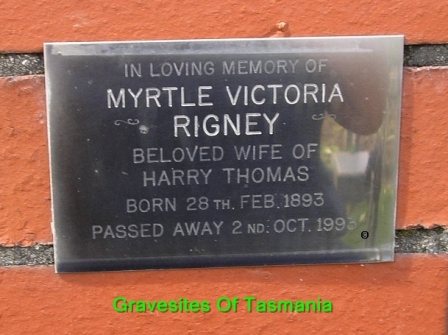 IN LOVING MEMORY OF
MYRTLE VICTORIA
RIGNEY
BELOVED WIFE OF
HARRY THOMAS
BORN 28TH. FEB. 1893
PASSED AWAY 2ND. OCT.
Gravesites Of Tasmania